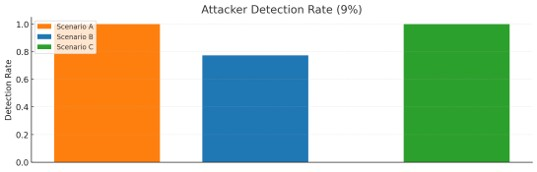 Attacker Detection Rate (9%)
Detection Rate
1.0
0.8
0.6
0.4
0.2
0.0
Scenario A
Scenario B
Scenario C